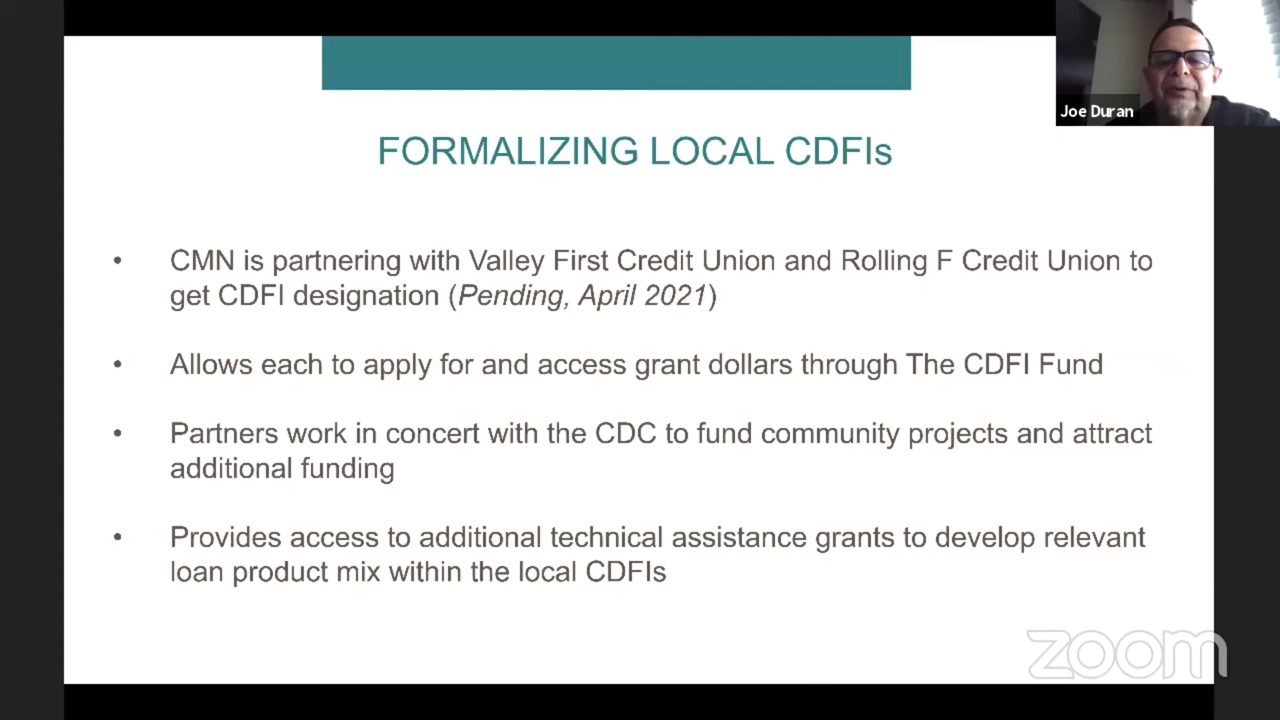 Joe Duran
FORMALIZING LOCAL CDFIs
• CMN is partnering with Valley First Credit Union and Rolling F Credit Union to
get CDFI designation (Pending, April 2021)
• Allows each to apply for and access grant dollars through The CDFI Fund
• Partners work in concert with the CDC to fund community projects and attract
additional funding
• Provides access to additional technical assistance grants to develop relevant
loan product mix within the local CDFIs
zoom